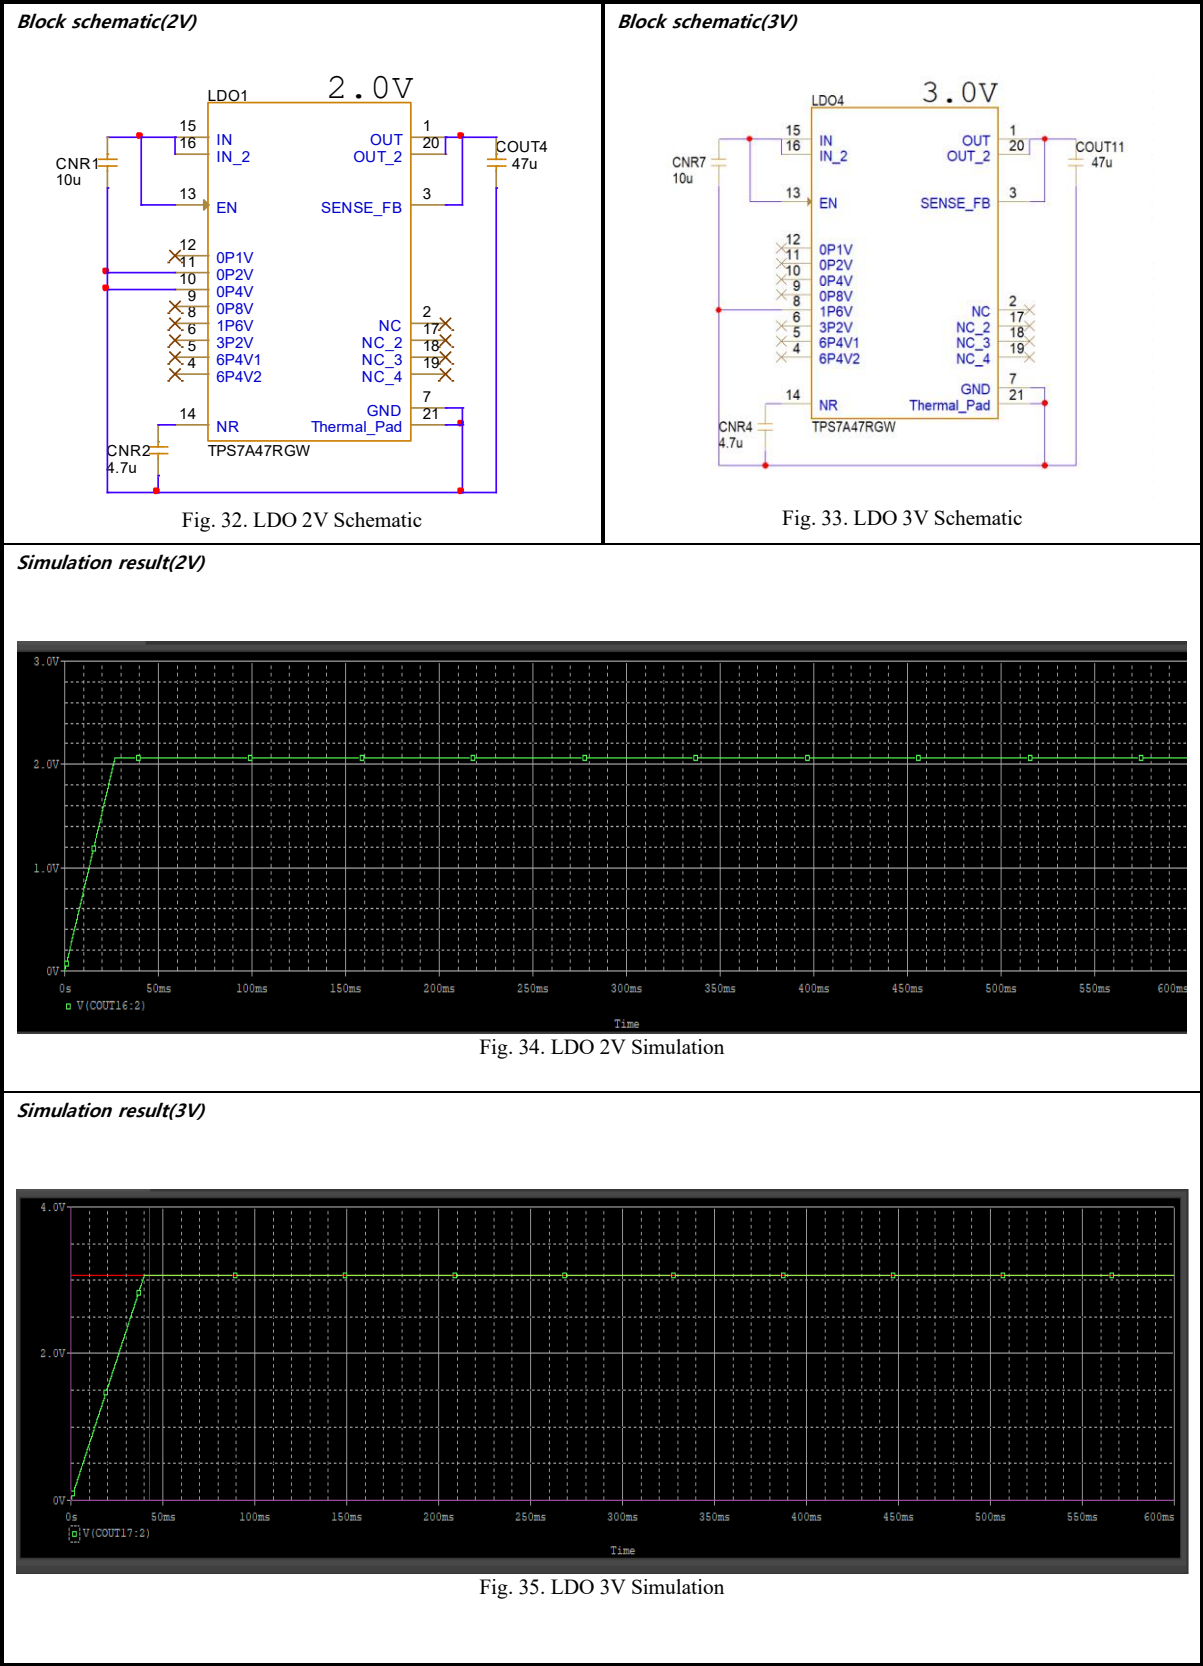 Block schematic(2V)
2.0V
LDO1
CNR1
10u
15
16
IN
IN_2
13
EN
12
0P1V
11
0P2V
10
0P4V
9
0P8V
8
1P6V
6
3P2V
5
6P4V1
4
6P4V2
14
NR
CNR2
4.7u
OUT
1
OUT_2
20
COUT4
47u
SENSE_FB
3
NC
2
NC_2
17
NC_3
18
NC_4
19
GND
7
Thermal_Pad
21
TPS7A47RGW
Fig. 32. LDO 2V Schematic
Block schematic(3V)
3.0V
LDO4
CNR7
10u
15
16
IN
IN_2
13
EN
12
0P1V
11
0P2V
10
0P4V
9
0P8V
8
1P6V
6
3P2V
5
6P4V1
4
6P4V2
14
NR
CNR4
4.7u
OUT
1
OUT_2
20
COUT11
47u
SENSE_FB
3
NC
2
NC_2
17
NC_3
18
NC_4
19
GND
7
Thermal_Pad
21
TPS7A47RGW
Fig. 33. LDO 3V Schematic
Simulation result(2V)
3.0V
2.0V
1.0V
0V
0s 50ms 100ms 150ms 200ms 250ms 300ms 350ms 400ms 450ms 500ms 550ms 600ms
V(COUT16:2)
Time
Fig. 34. LDO 2V Simulation
Simulation result(3V)
4.0V
2.0V
0V
0s 50ms 100ms 150ms 200ms 250ms 300ms 350ms 400ms 450ms 500ms 550ms 600ms
V(COUT17:2)
Time
Fig. 35. LDO 3V Simulation